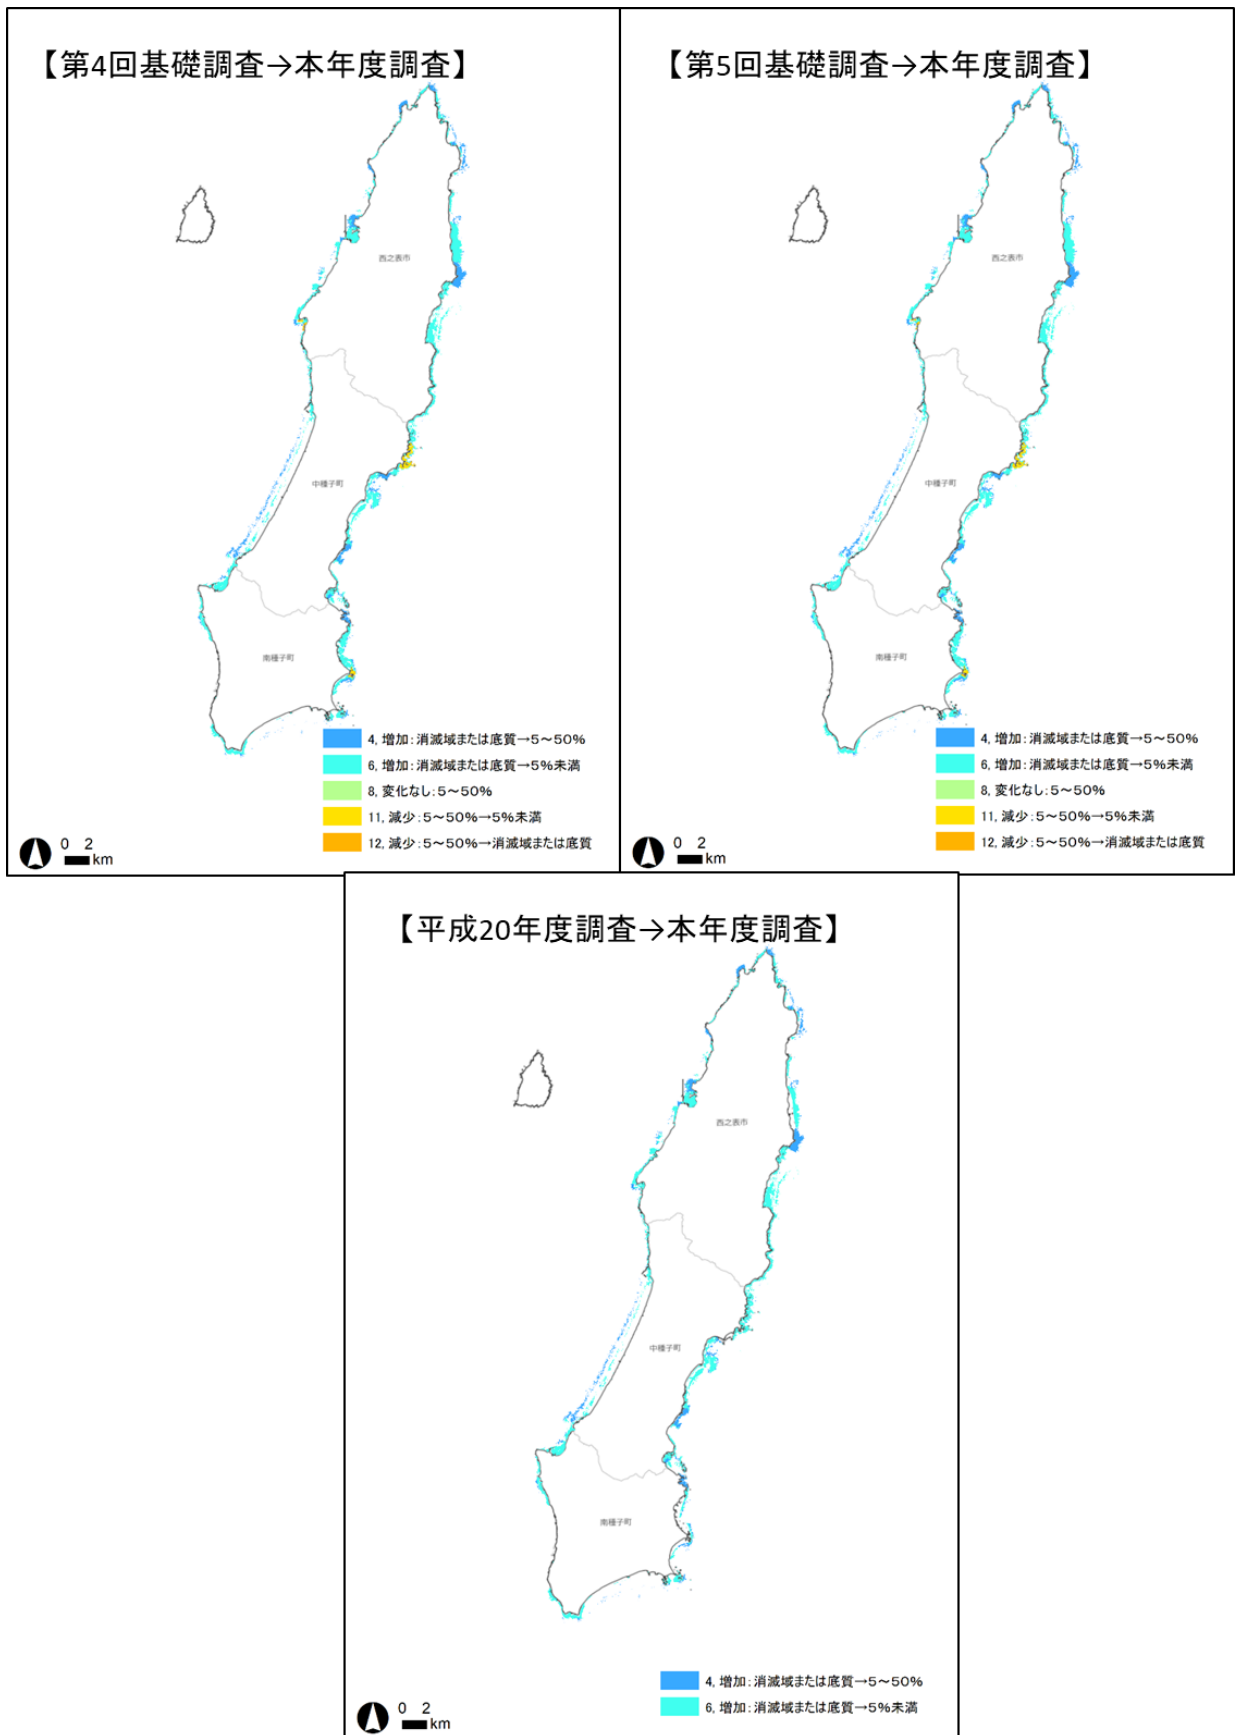 【第4回基礎調査→本年度調査】
西之表市
中種子町
南種子町
4, 増加:消滅域または底質→5～50%
6, 増加:消滅域または底質→5%未満
8, 変化なし:5～50%
11, 減少:5～50%→5%未満
12, 減少:5～50%→消滅域または底質
0 2
km
【第5回基礎調査→本年度調査】
西之表市
中種子町
南種子町
4, 増加:消滅域または底質→5～50%
6, 増加:消滅域または底質→5%未満
8, 変化なし:5～50%
11, 減少:5～50%→5%未満
12, 減少:5～50%→消滅域または底質
0 2
km
【平成20年度調査→本年度調査】
西之表市
中種子町
南種子町
4, 増加:消滅域または底質→5～50%
6, 増加:消滅域または底質→5%未満
0 2
km